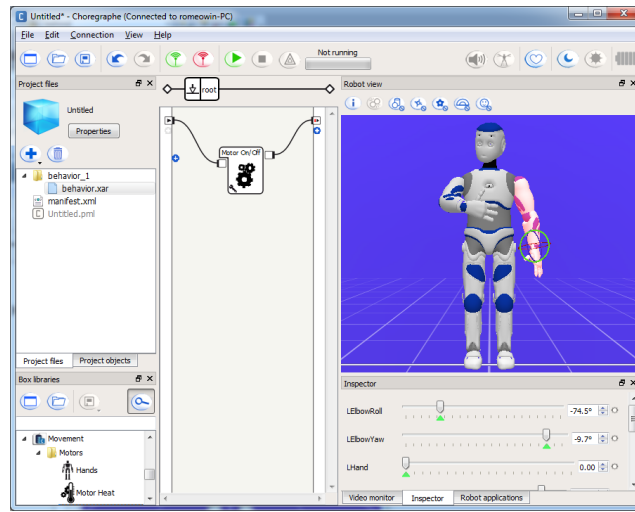 Untitled* - Choregraphe (Connected to romeowin-PC)
File Edit Connection View Help
Not running
Project files
root
Robot view
Untitled
Properties
Motor On/Off
behavior_1
behavior.xar
manifest.xml
Untitled.pml
Project files Project objects
Box libraries
Inspector
LElbowRoll -74.5°
LElbowYaw -9.7°
LHand 0.00
Movement
Motors
Hands
Motor Heat
Video monitor Inspector Robot applications